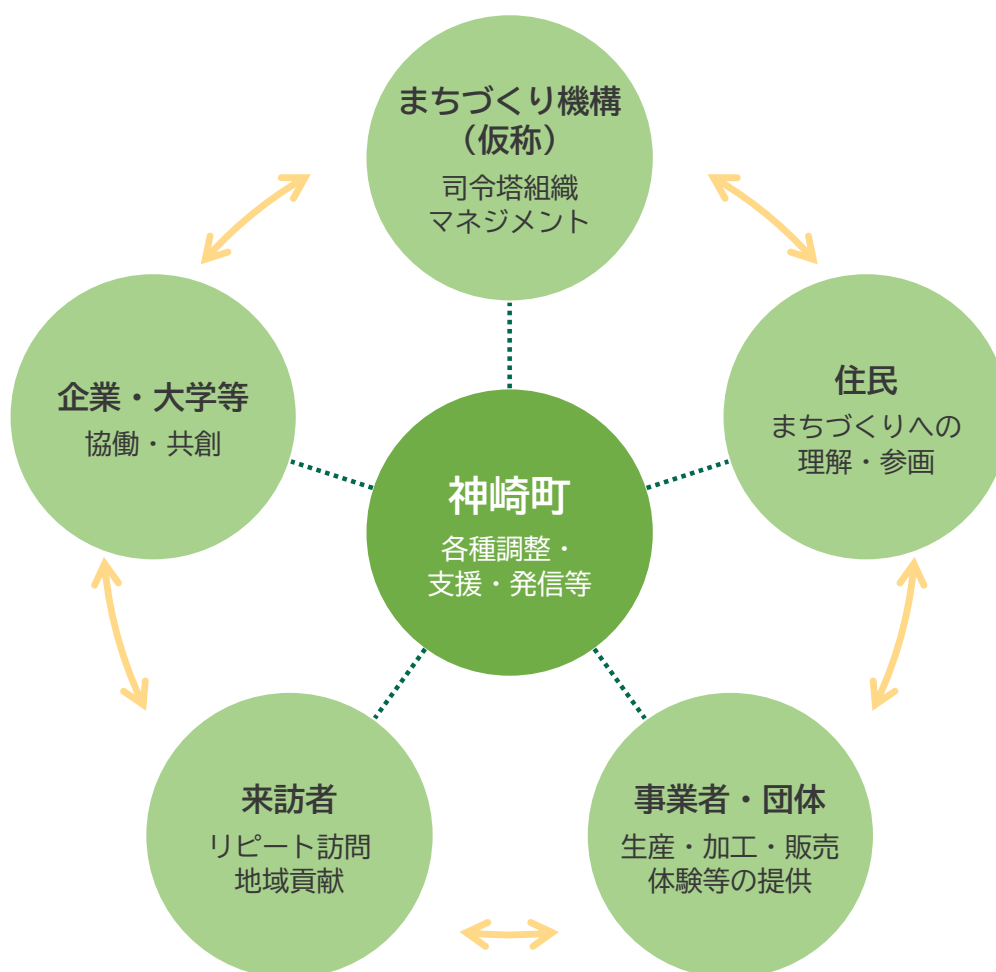 まちづくり機構
（仮称）
司令塔組織
マネジメント
企業・大学等
協働・共創
住民
まちづくりへの
理解・参画
神崎町
各種調整・
支援・発信等
来訪者
リピート訪問
地域貢献
事業者・団体
生産・加工・販売
体験等の提供